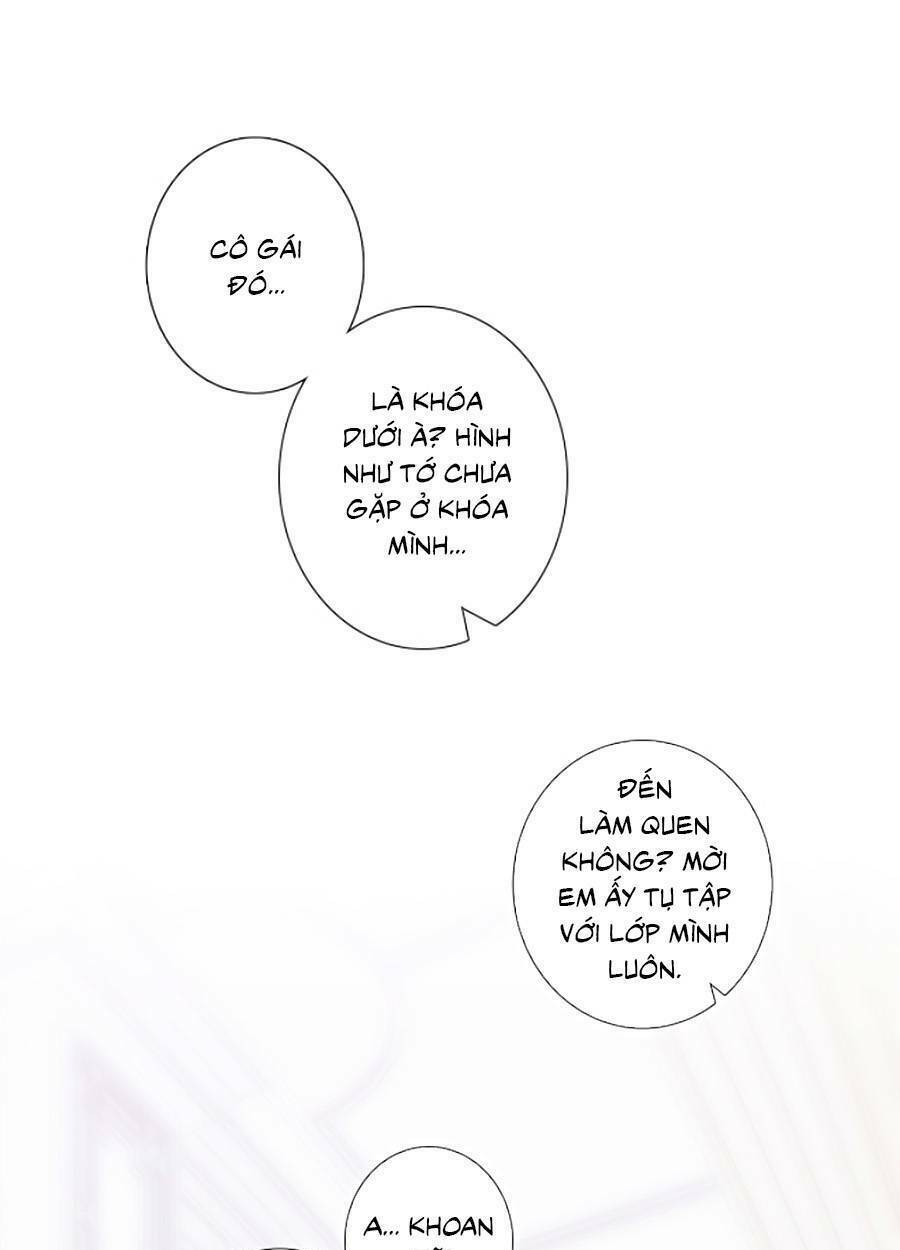 CÔ GÁI
ĐÓ...
LÀ KHÓA
DƯỚI À? HÌNH
NHƯ TỚ CHƯA
GẶP Ở KHÓA
MÌNH...
ĐẾN
LÀM QUEN
KHÔNG? MỜI
EM ẤY TỤ TẬP
VỚI LỚP MÌNH
LUÔN.
A... KHOAN